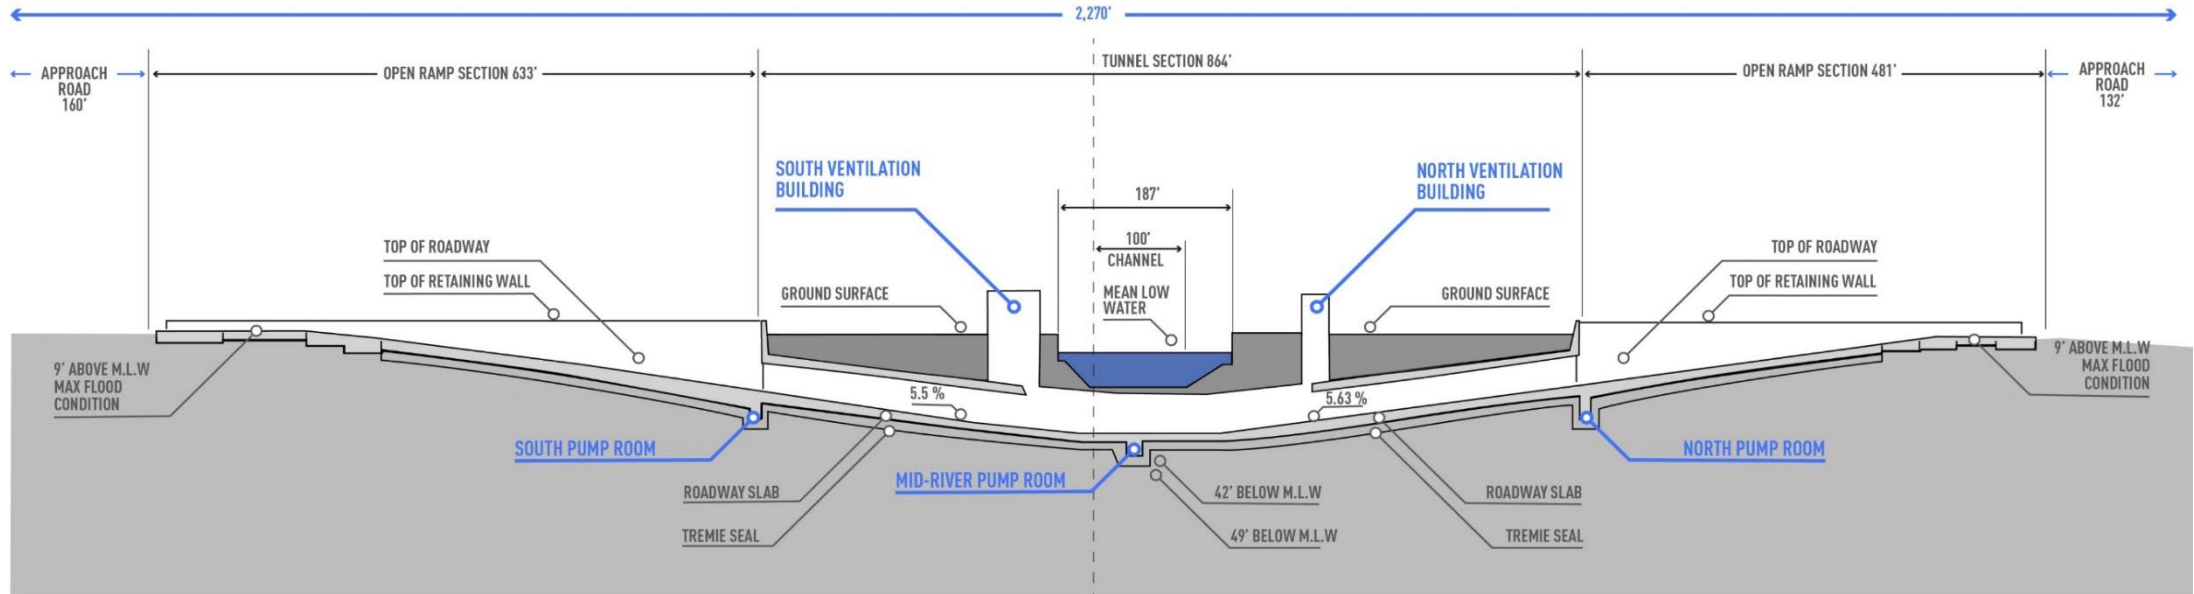 2,270'
APPROACH
ROAD
160'
OPEN RAMP SECTION 633'
TUNNEL SECTION 864'
OPEN RAMP SECTION 481'
APPROACH
ROAD
132'
SOUTH VENTILATION
BUILDING
NORTH VENTILATION
BUILDING
187'
100'
CHANNEL
TOP OF ROADWAY
TOP OF RETAINING WALL
GROUND SURFACE
MEAN LOW
WATER
GROUND SURFACE
TOP OF ROADWAY
TOP OF RETAINING WALL
9' ABOVE M.L.W
MAX FLOOD
CONDITION
5.5 %
5.63 %
9' ABOVE M.L.W
MAX FLOOD
CONDITION
SOUTH PUMP ROOM
MID-RIVER PUMP ROOM
NORTH PUMP ROOM
ROADWAY SLAB
TREMIE SEAL
42' BELOW M.L.W
49' BELOW M.L.W
ROADWAY SLAB
TREMIE SEAL